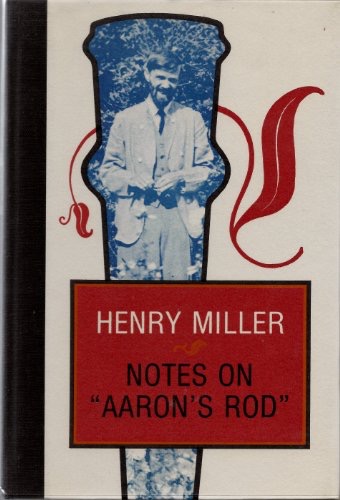 HENRY MILLER
NOTES ON
"AARON'S ROD"